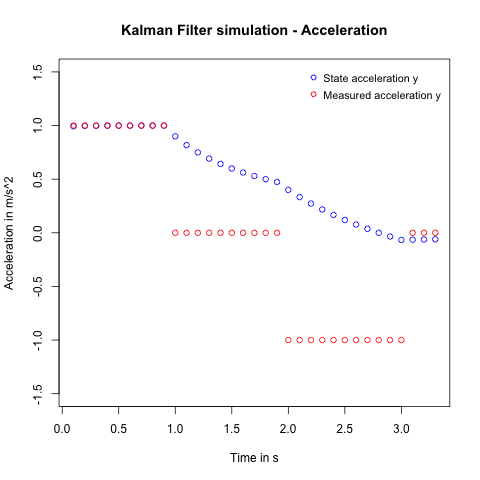 Kalman Filter simulation - Acceleration
State acceleration y
Measured acceleration y
Acceleration in m/s^2
1.5
1.0
0.5
0.0
-0.5
-1.0
-1.5
0.0 0.5 1.0 1.5 2.0 2.5 3.0
Time in s